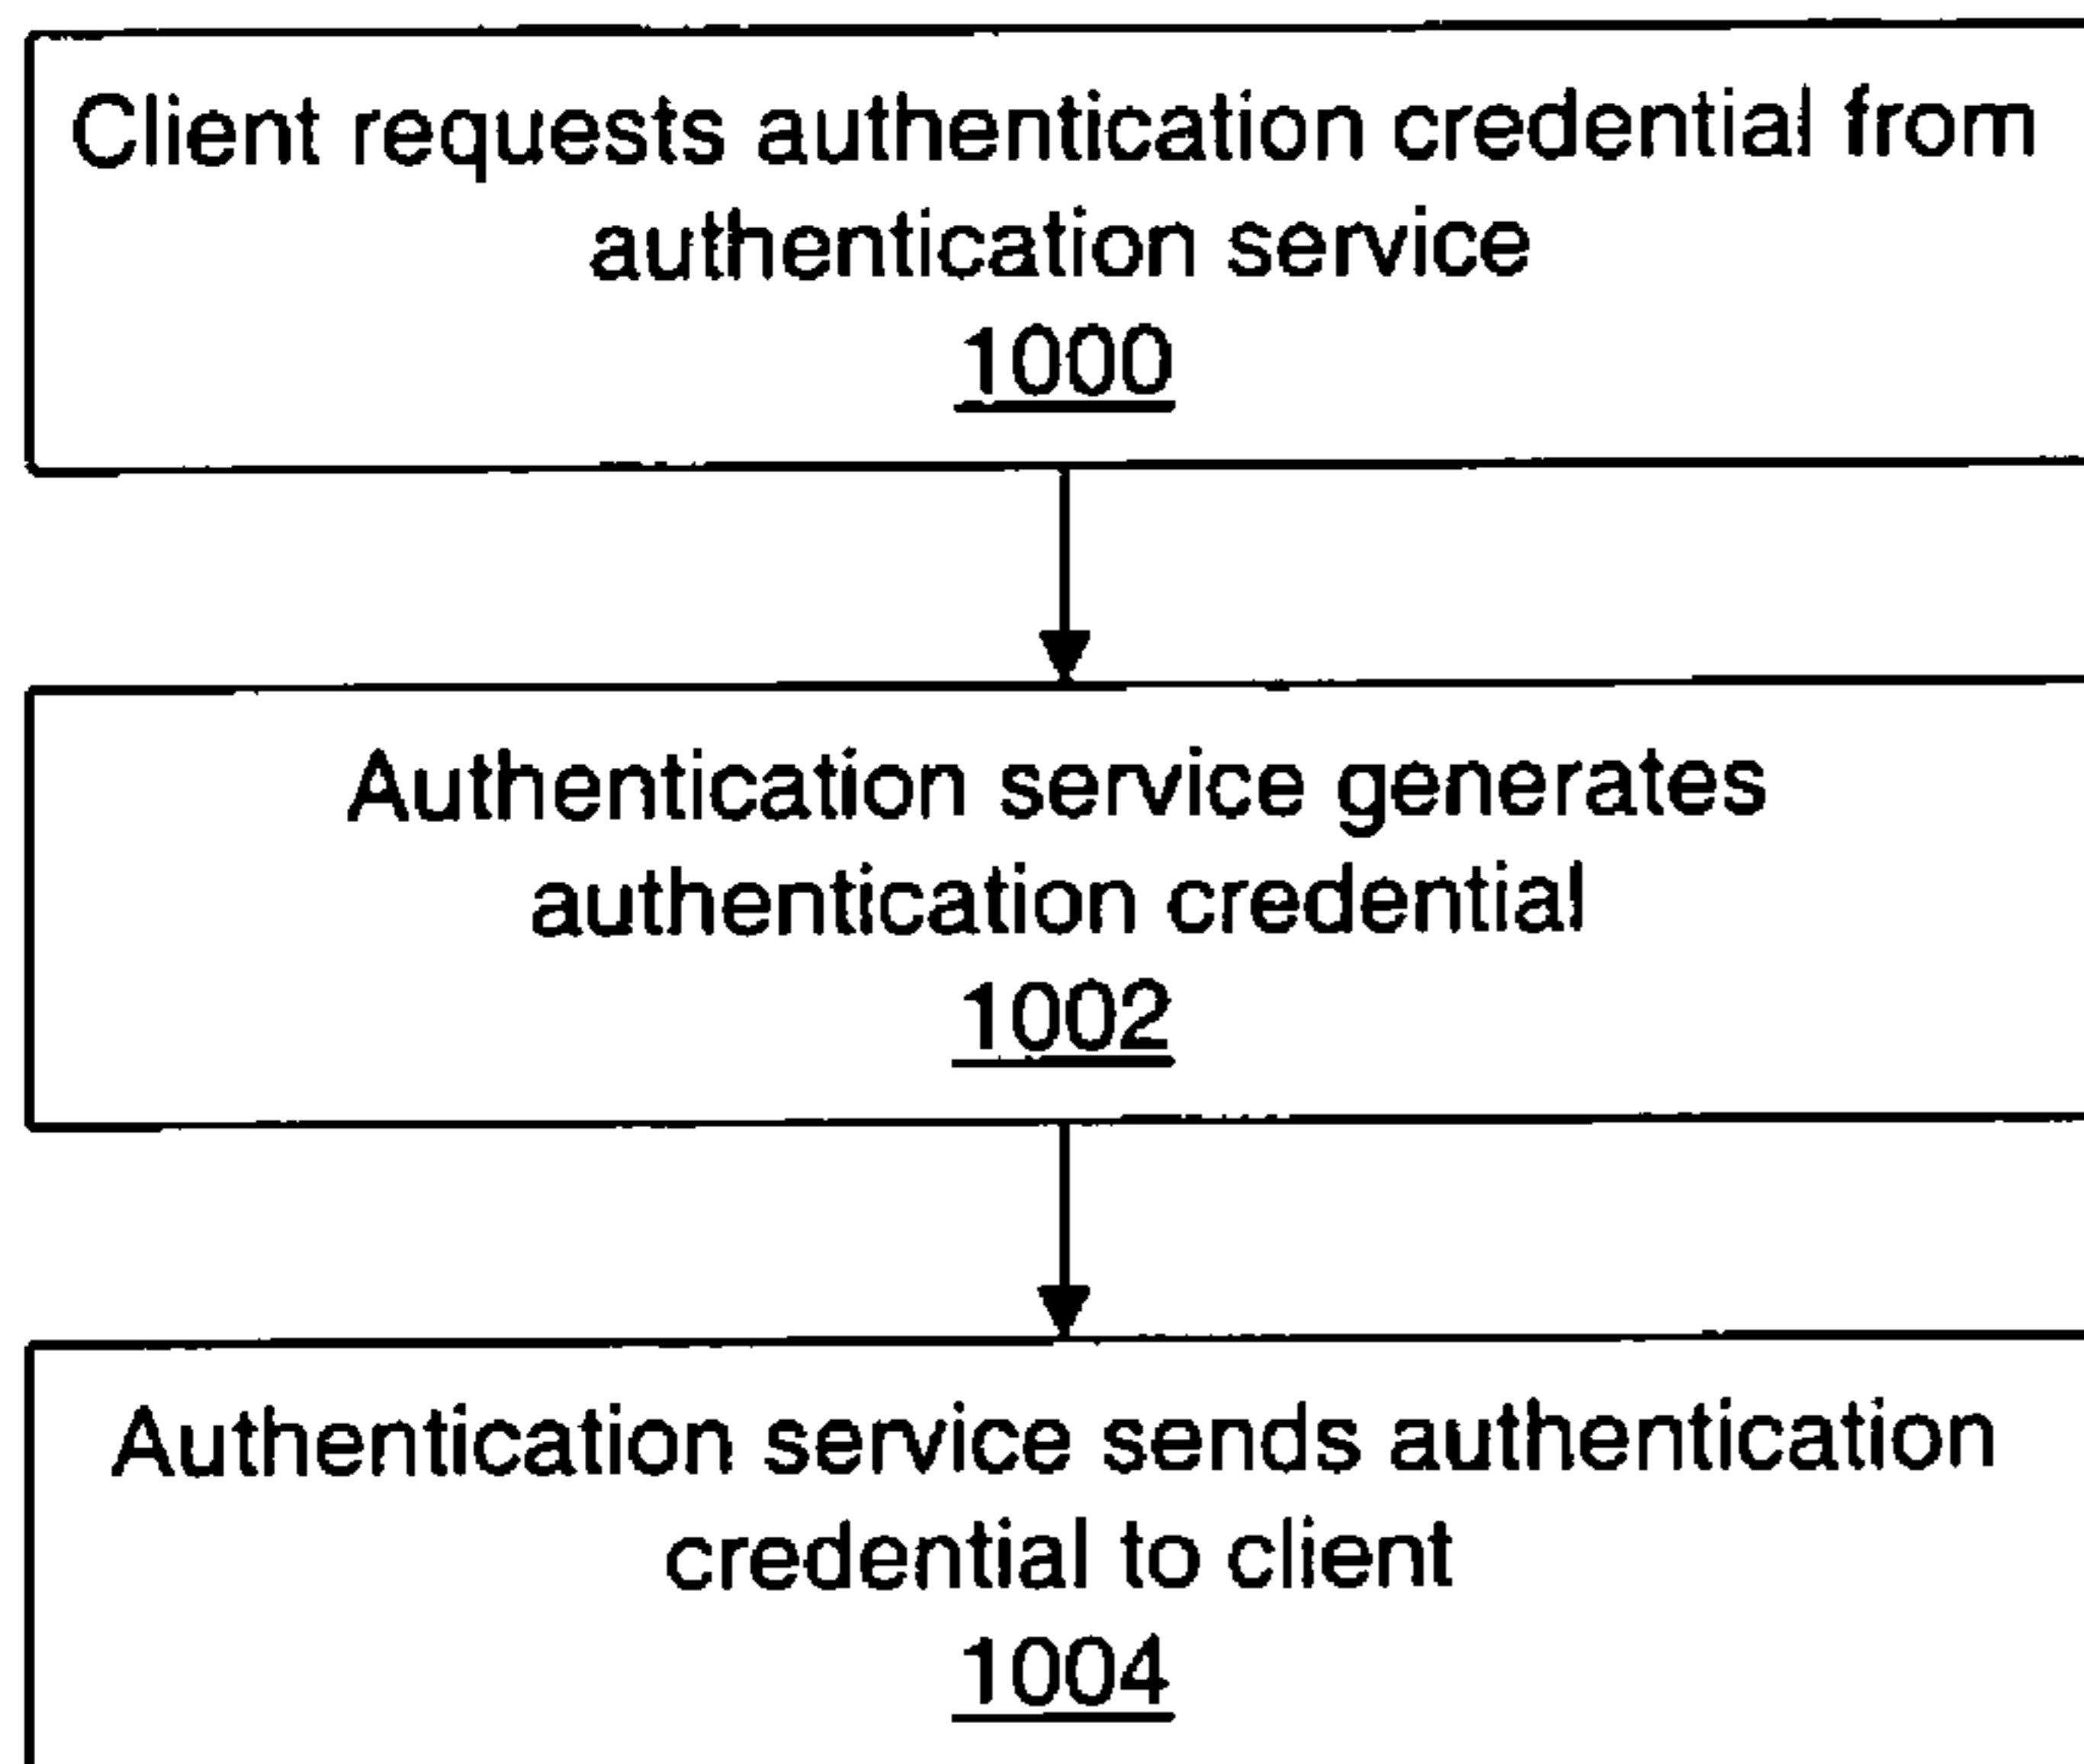 Client requests authentication credential from
authentication service
1000
Authentication service generates
authentication credential
1002
Authentication service sends authentication
credential to client
1004